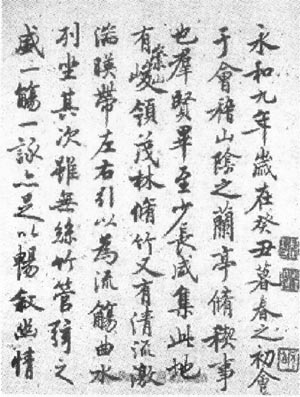 永和九年歲在癸丑暮春之初會
于會稽山陰之蘭亭脩稧事
也羣賢畢至少長咸集此地
有崇山峻領茂林脩竹又有清流激
湍暎帶左右引以為流觴曲水
列坐其次雖無絲竹管弦之
盛一觴一詠亦足以暢敘幽情